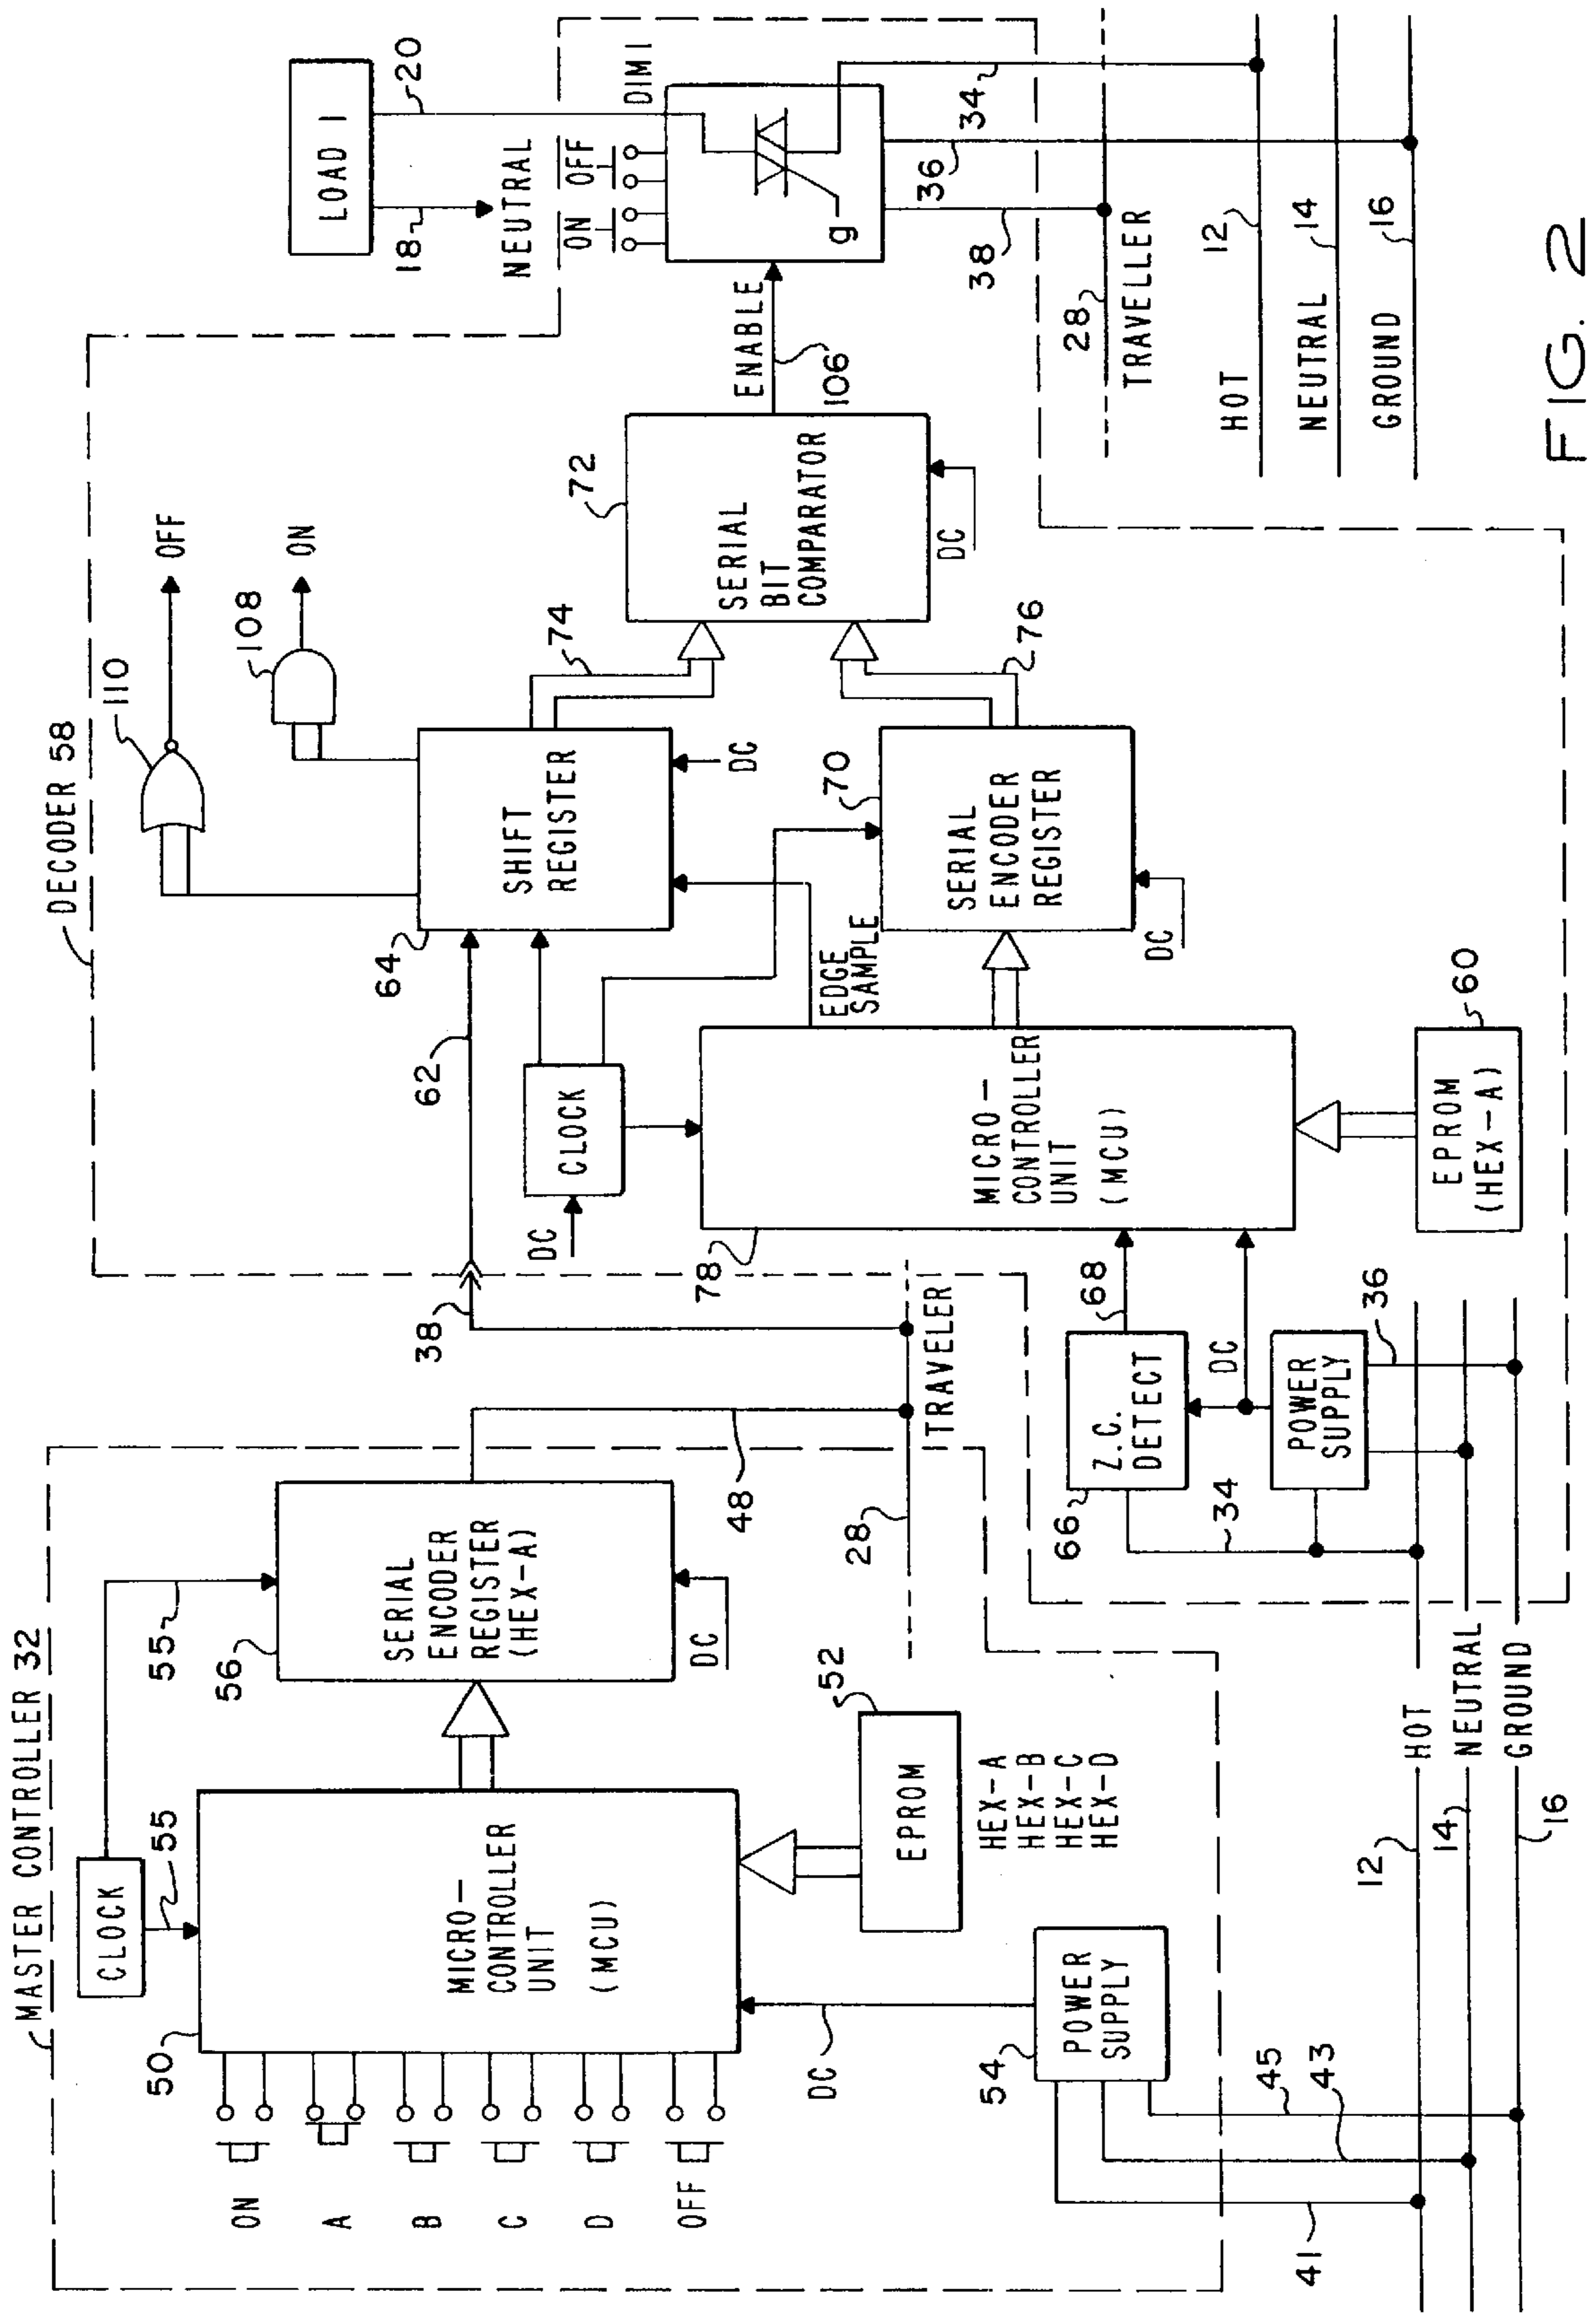 MASTER CONTROLLER 32
CLOCK
55
55
50
MICRO-
CONTROLLER
UNIT
(MCU)
ON
A
B
C
D
OFF
56
SERIAL
ENCODER
REGISTER
(HEX-A)
DC
48
52
EPROM
HEX-A
HEX-B
HEX-C
HEX-D
DC
54
POWER
SUPPLY
41
43
45
28
TRAVELER
38
12
HOT
14
NEUTRAL
16
GROUND
DECODER 58
110
OFF
108
ON
62
64
SHIFT
REGISTER
DC
74
DC
CLOCK
EDGE
SAMPLE
70
SERIAL
ENCODER
REGISTER
DC
76
78
MICRO-
CONTROLLER
UNIT
(MCU)
60
EPROM
(HEX-A)
66
Z.C.
DETECT
68
DC
POWER
SUPPLY
34
36
72
SERIAL
BIT
COMPARATOR
DC
ENABLE
106
LOAD 1
18
20
NEUTRAL
ON
OFF
DIM 1
g
38
36
34
28
TRAVELLER
12
HOT
14
NEUTRAL
16
GROUND
FIG. 2